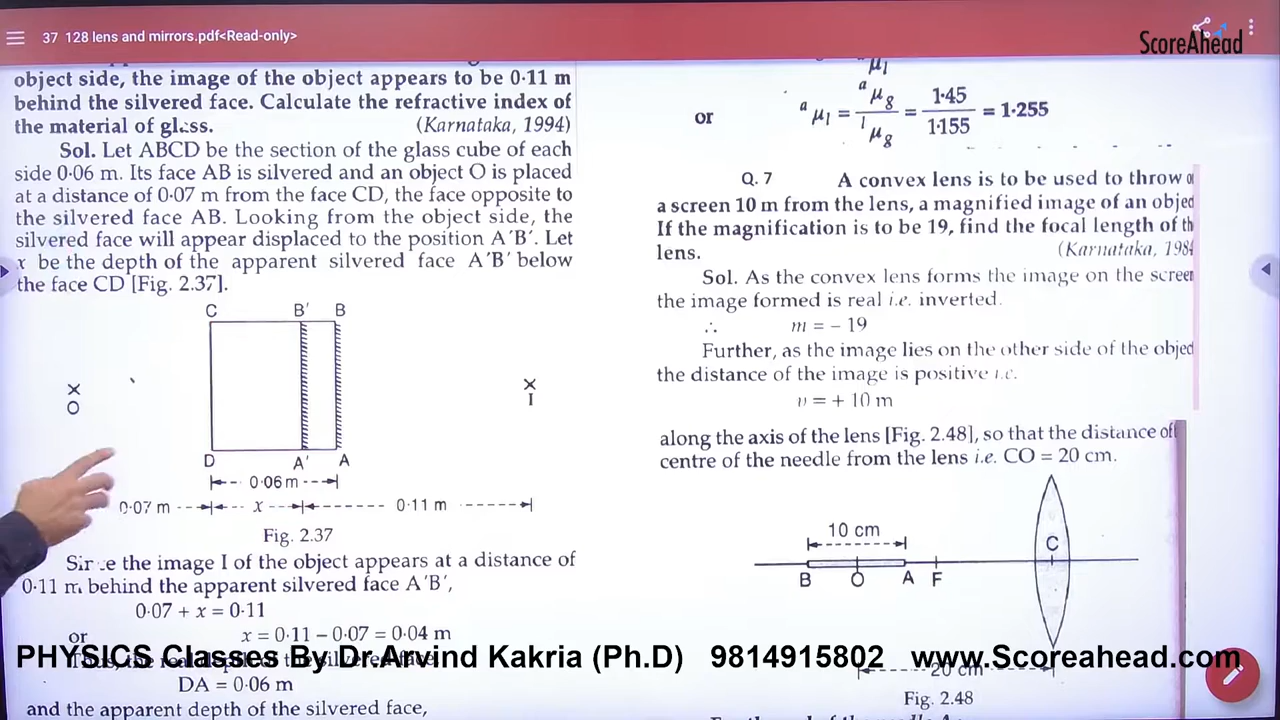 37 128 lens and mirrors.pdf<Read-only>
ScoreAhead
object side, the image of the object appears to be 0·11 m
behind the silvered face. Calculate the refractive index of
the material of glass. (Karnataka, 1994)
Sol. Let ABCD be the section of the glass cube of each
side 0·06 m. Its face AB is silvered and an object O is placed
at a distance of 0·07 m from the face CD, the face opposite to
the silvered face AB. Looking from the object side, the
silvered face will appear displaced to the position A′B′. Let
x be the depth of the apparent silvered face A′B′ below
the face CD [Fig. 2.37].
C B′ B
X X
O I
D A′ A
0·06 m
0·07 m x 0·11 m
Fig. 2.37
the image I of the object appears at a distance of
0·11 m behind the apparent silvered face A′B′,
0·07 + x = 0·11
or x = 0·11 – 0·07 = 0·04 m
DA = 0·06 m
and the apparent depth of the silvered face,
or ᵃμₗ = ᵃμg / ˡμg = 1·45 / 1·155 = 1·255
Q. 7 A convex lens is to be used to throw
a screen 10 m from the lens, a magnified image of an objec
If the magnification is to be 19, find the focal length of th
lens. (Karnataka, 198
Sol. As the convex lens forms the image on the screen
the image formed is real i.e. inverted.
∴ m = – 19
Further, as the image lies on the other side of the objec
the distance of the image is positive i.e.
v = + 10 m
along the axis of the lens [Fig. 2.48], so that the distance of
centre of the needle from the lens i.e. CO = 20 cm.
10 cm
C
B O A F
20 cm
Fig. 2.48
PHYSICS Classes By Dr.Arvind Kakria (Ph.D) 9814915802 www.Scoreahead.com